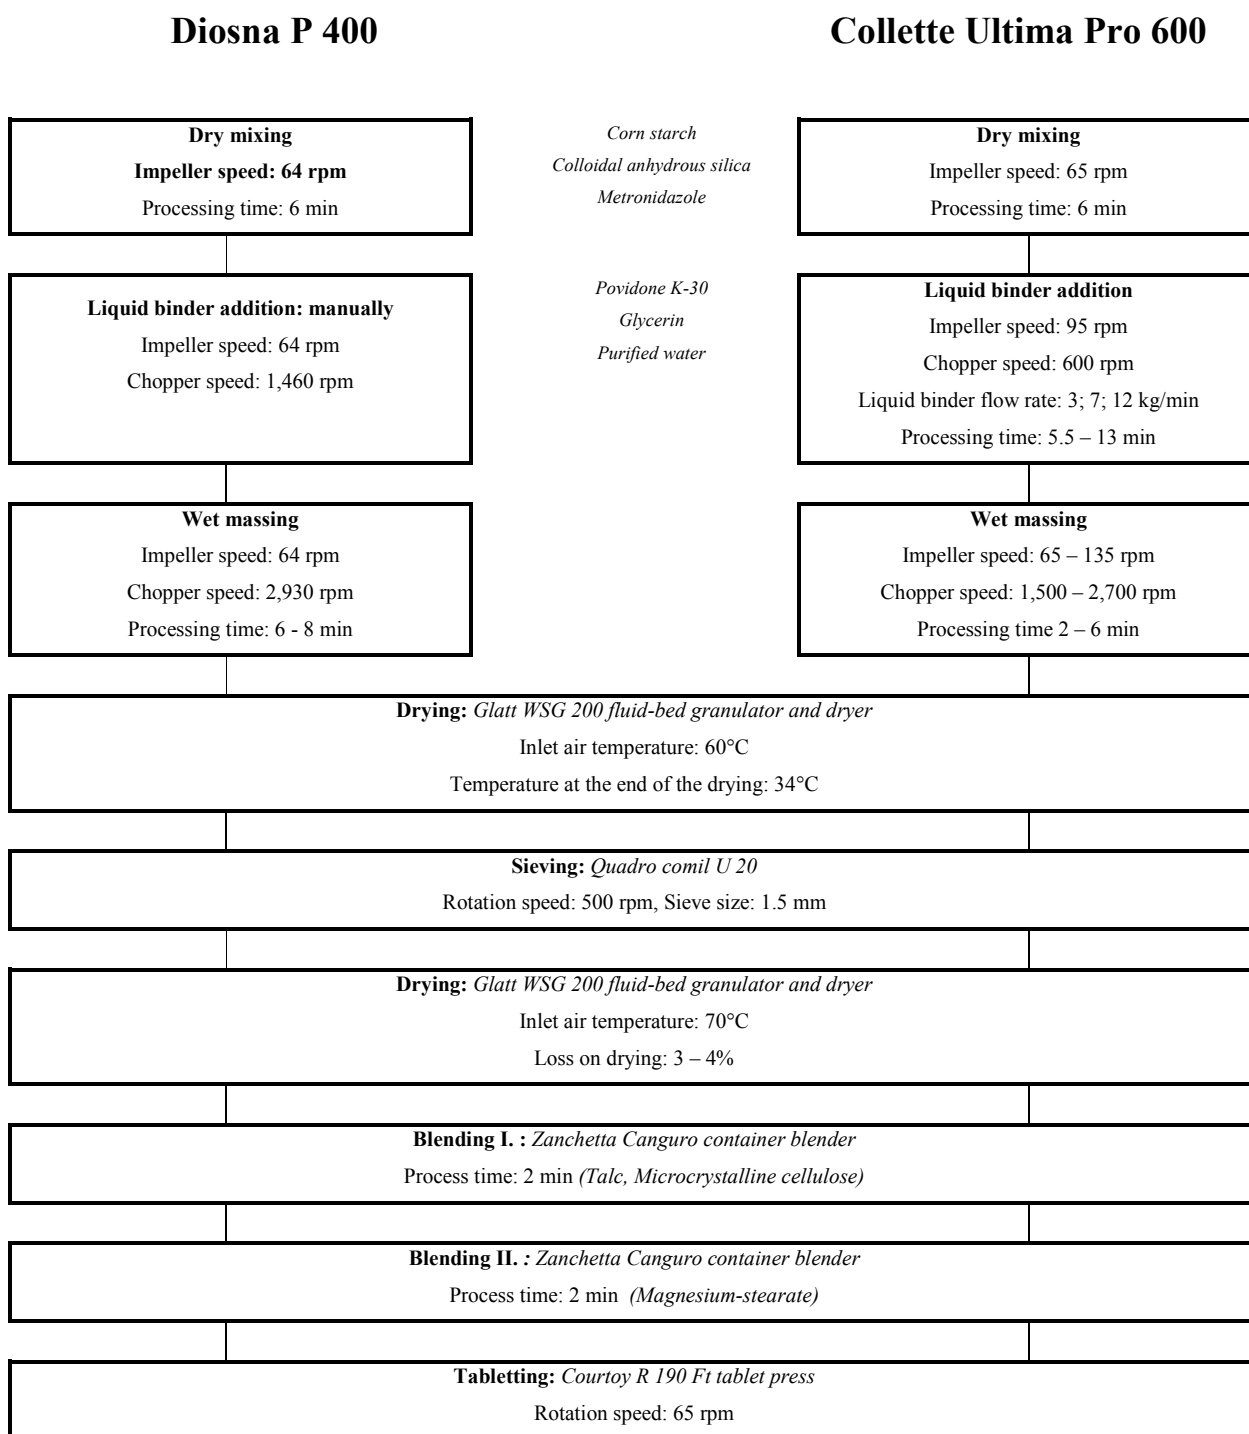 Diosna P 400
Collette Ultima Pro 600
Dry mixing
Impeller speed: 64 rpm
Processing time: 6 min
Corn starch
Colloidal anhydrous silica
Metronidazole
Dry mixing
Impeller speed: 65 rpm
Processing time: 6 min
Liquid binder addition: manually
Impeller speed: 64 rpm
Chopper speed: 1,460 rpm
Povidone K-30
Glycerin
Purified water
Liquid binder addition
Impeller speed: 95 rpm
Chopper speed: 600 rpm
Liquid binder flow rate: 3; 7; 12 kg/min
Processing time: 5.5 – 13 min
Wet massing
Impeller speed: 64 rpm
Chopper speed: 2,930 rpm
Processing time: 6 - 8 min
Wet massing
Impeller speed: 65 – 135 rpm
Chopper speed: 1,500 – 2,700 rpm
Processing time 2 – 6 min
Drying: Glatt WSG 200 fluid-bed granulator and dryer
Inlet air temperature: 60°C
Temperature at the end of the drying: 34°C
Sieving: Quadro comil U 20
Rotation speed: 500 rpm, Sieve size: 1.5 mm
Drying: Glatt WSG 200 fluid-bed granulator and dryer
Inlet air temperature: 70°C
Loss on drying: 3 – 4%
Blending I. : Zanchetta Canguro container blender
Process time: 2 min (Talc, Microcrystalline cellulose)
Blending II. : Zanchetta Canguro container blender
Process time: 2 min (Magnesium-stearate)
Tabletting: Courtoy R 190 Ft tablet press
Rotation speed: 65 rpm